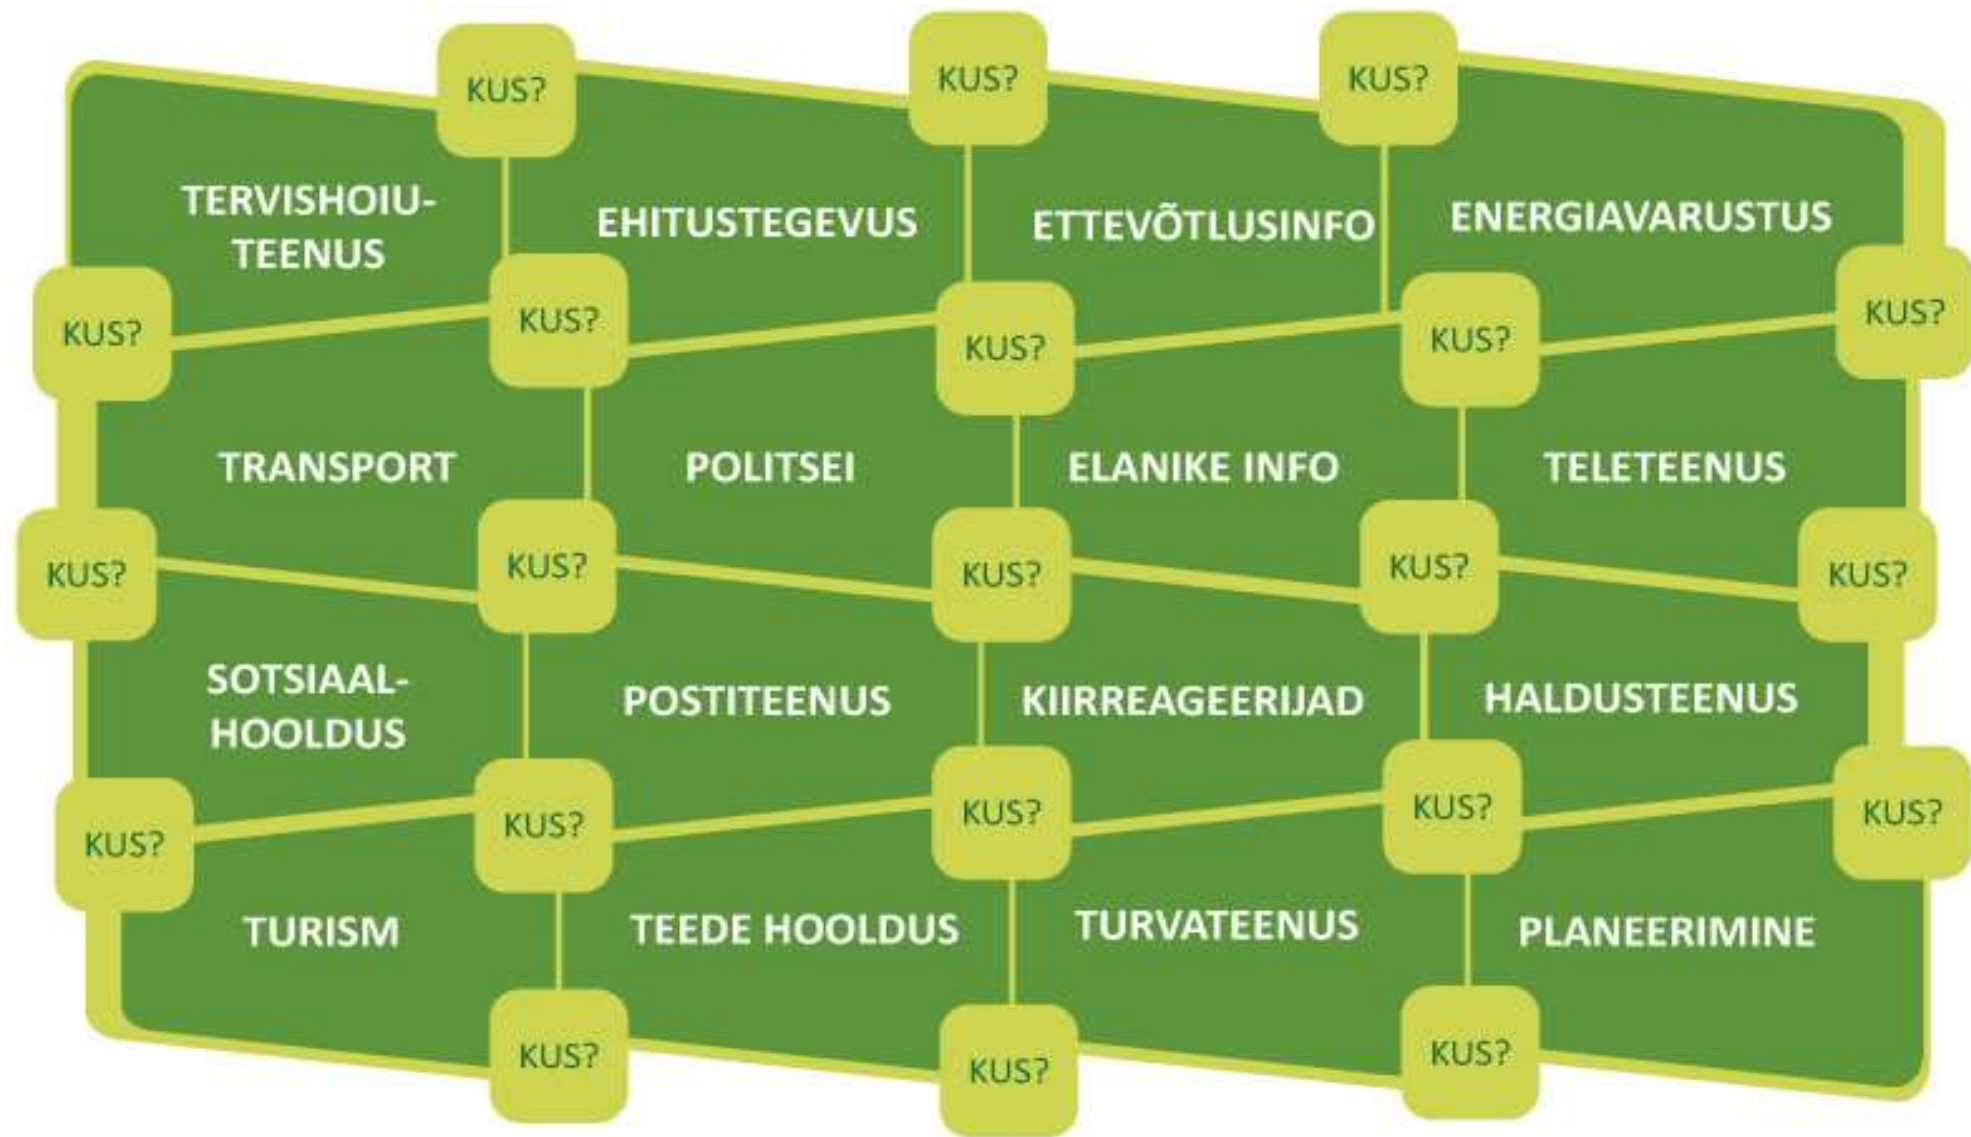 KUS? KUS? KUS?
TERVISHOIU-
TEENUS
EHITUSTEGEVUS
ETTEVÕTLUSINFO
ENERGIAVARUSTUS
KUS? KUS? KUS? KUS? KUS?
TRANSPORT
POLITSEI
ELANIKE INFO
TELETEENUS
KUS? KUS? KUS? KUS? KUS?
SOTSIAAL-
HOOLDUS
POSTITEENUS
KIIRREAGEERIJAD
HALDUSTEENUS
KUS? KUS? KUS? KUS? KUS?
TURISM
TEEDE HOOLDUS
TURVATEENUS
PLANEERIMINE
KUS? KUS? KUS?